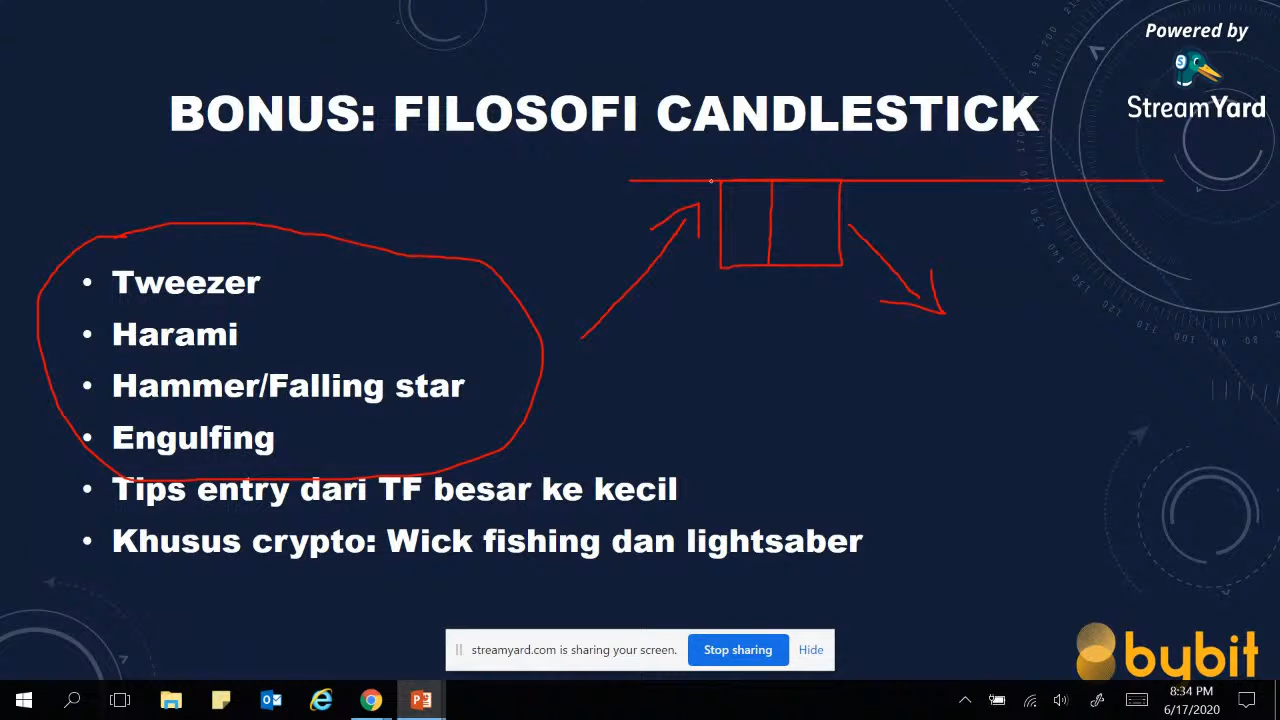 Powered by
StreamYard
BONUS: FILOSOFI CANDLESTICK
• Tweezer
• Harami
• Hammer/Falling star
• Engulfing
• Tips entry dari TF besar ke kecil
• Khusus crypto: Wick fishing dan lightsaber
streamyard.com is sharing your screen.
Stop sharing
Hide
bybit
8:34 PM
6/17/2020